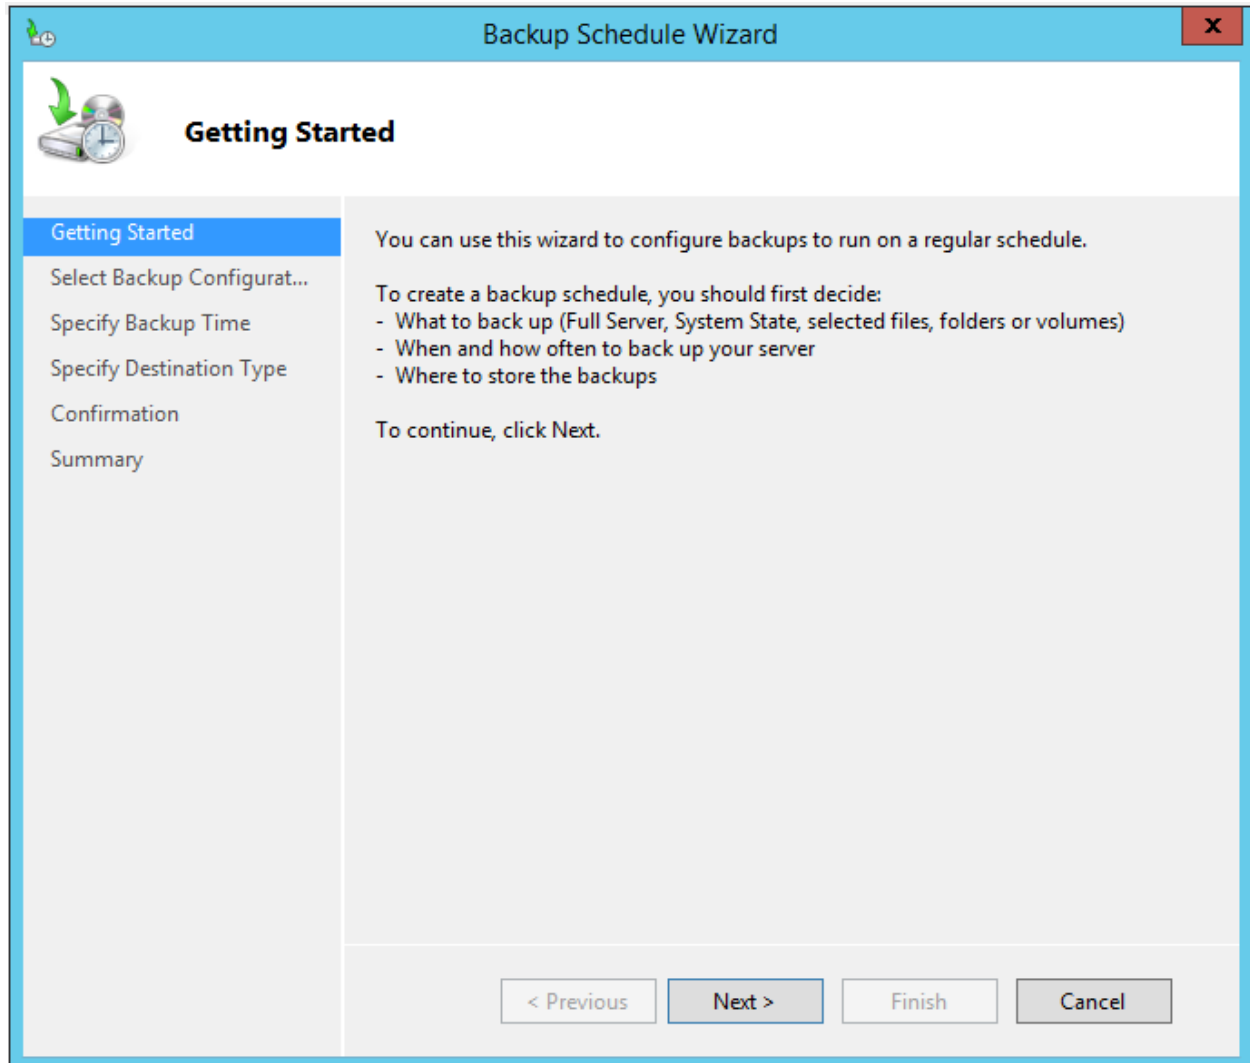 Backup Schedule Wizard
x
Getting Started
Getting Started
Select Backup Configurat...
Specify Backup Time
Specify Destination Type
Confirmation
Summary
You can use this wizard to configure backups to run on a regular schedule.
To create a backup schedule, you should first decide:
- What to back up (Full Server, System State, selected files, folders or volumes)
- When and how often to back up your server
- Where to store the backups
To continue, click Next.
< Previous
Next >
Finish
Cancel